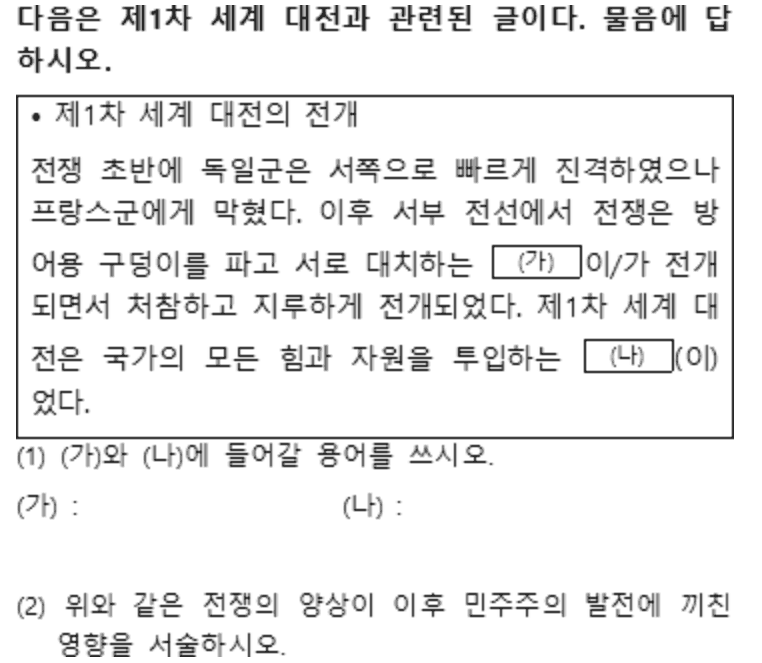 다음은 제1차 세계 대전과 관련된 글이다. 물음에 답
하시오.
• 제1차 세계 대전의 전개
전쟁 초반에 독일군은 서쪽으로 빠르게 진격하였으나
프랑스군에게 막혔다. 이후 서부 전선에서 전쟁은 방
어용 구덩이를 파고 서로 대치하는 (가) 이/가 전개
되면서 처참하고 지루하게 전개되었다. 제1차 세계 대
전은 국가의 모든 힘과 자원을 투입하는 (나) (이)
었다.
(1) (가)와 (나)에 들어갈 용어를 쓰시오.
(가) : (나) :
(2) 위와 같은 전쟁의 양상이 이후 민주주의 발전에 끼친
영향을 서술하시오.